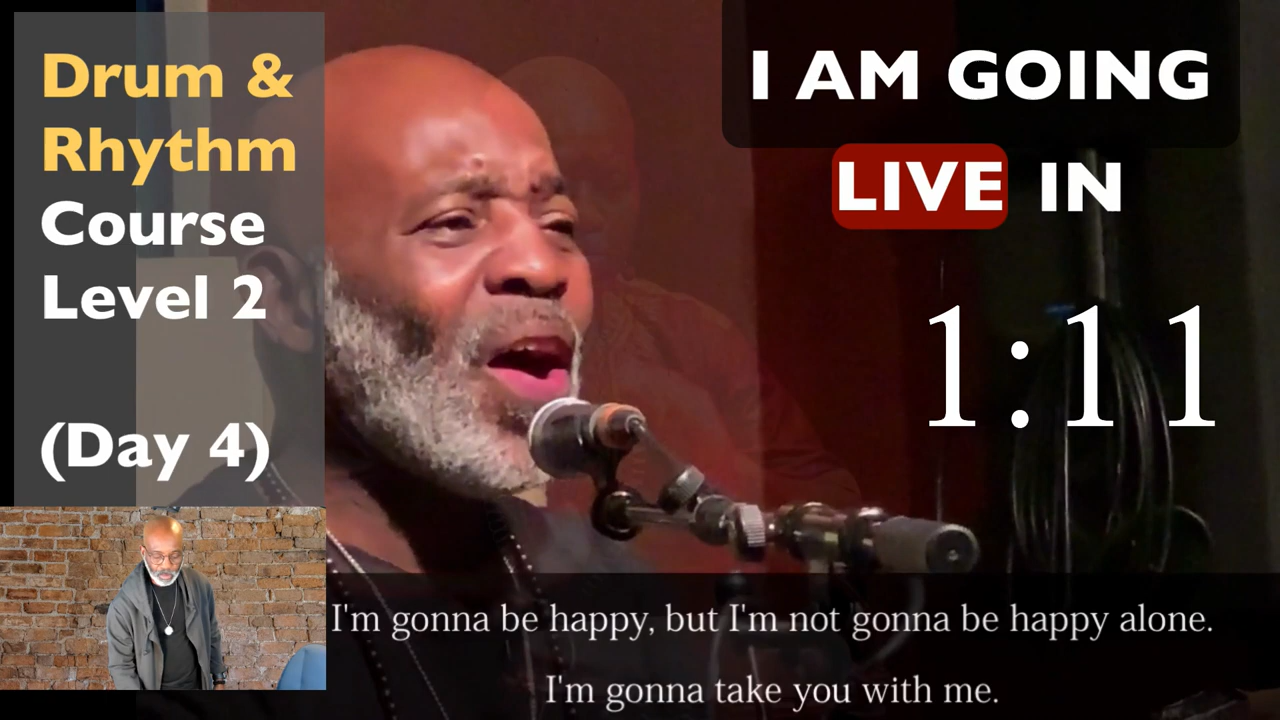 Drum &
Rhythm
Course
Level 2
(Day 4)
I AM GOING
LIVE IN
1:11
I'm gonna be happy, but I'm not gonna be happy alone.
I'm gonna take you with me.